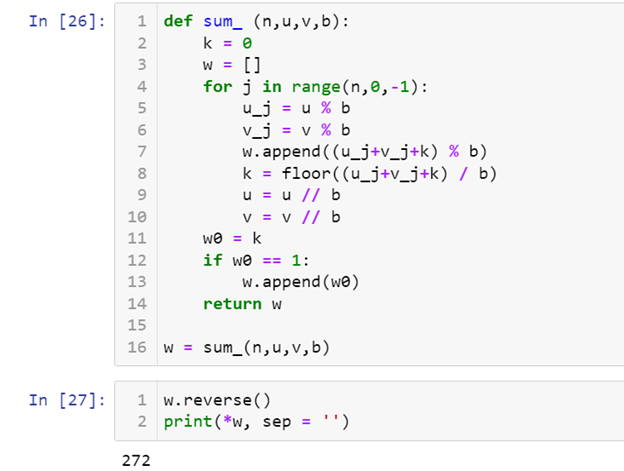 In [26]:
1 def sum_ (n,u,v,b):
2     k = 0
3     w = []
4     for j in range(n,0,-1):
5         u_j = u % b
6         v_j = v % b
7         w.append((u_j+v_j+k) % b)
8         k = floor((u_j+v_j+k) / b)
9         u = u // b
10         v = v // b
11     w0 = k
12     if w0 == 1:
13         w.append(w0)
14     return w
15
16 w = sum_(n,u,v,b)
In [27]:
1 w.reverse()
2 print(*w, sep = '')
272